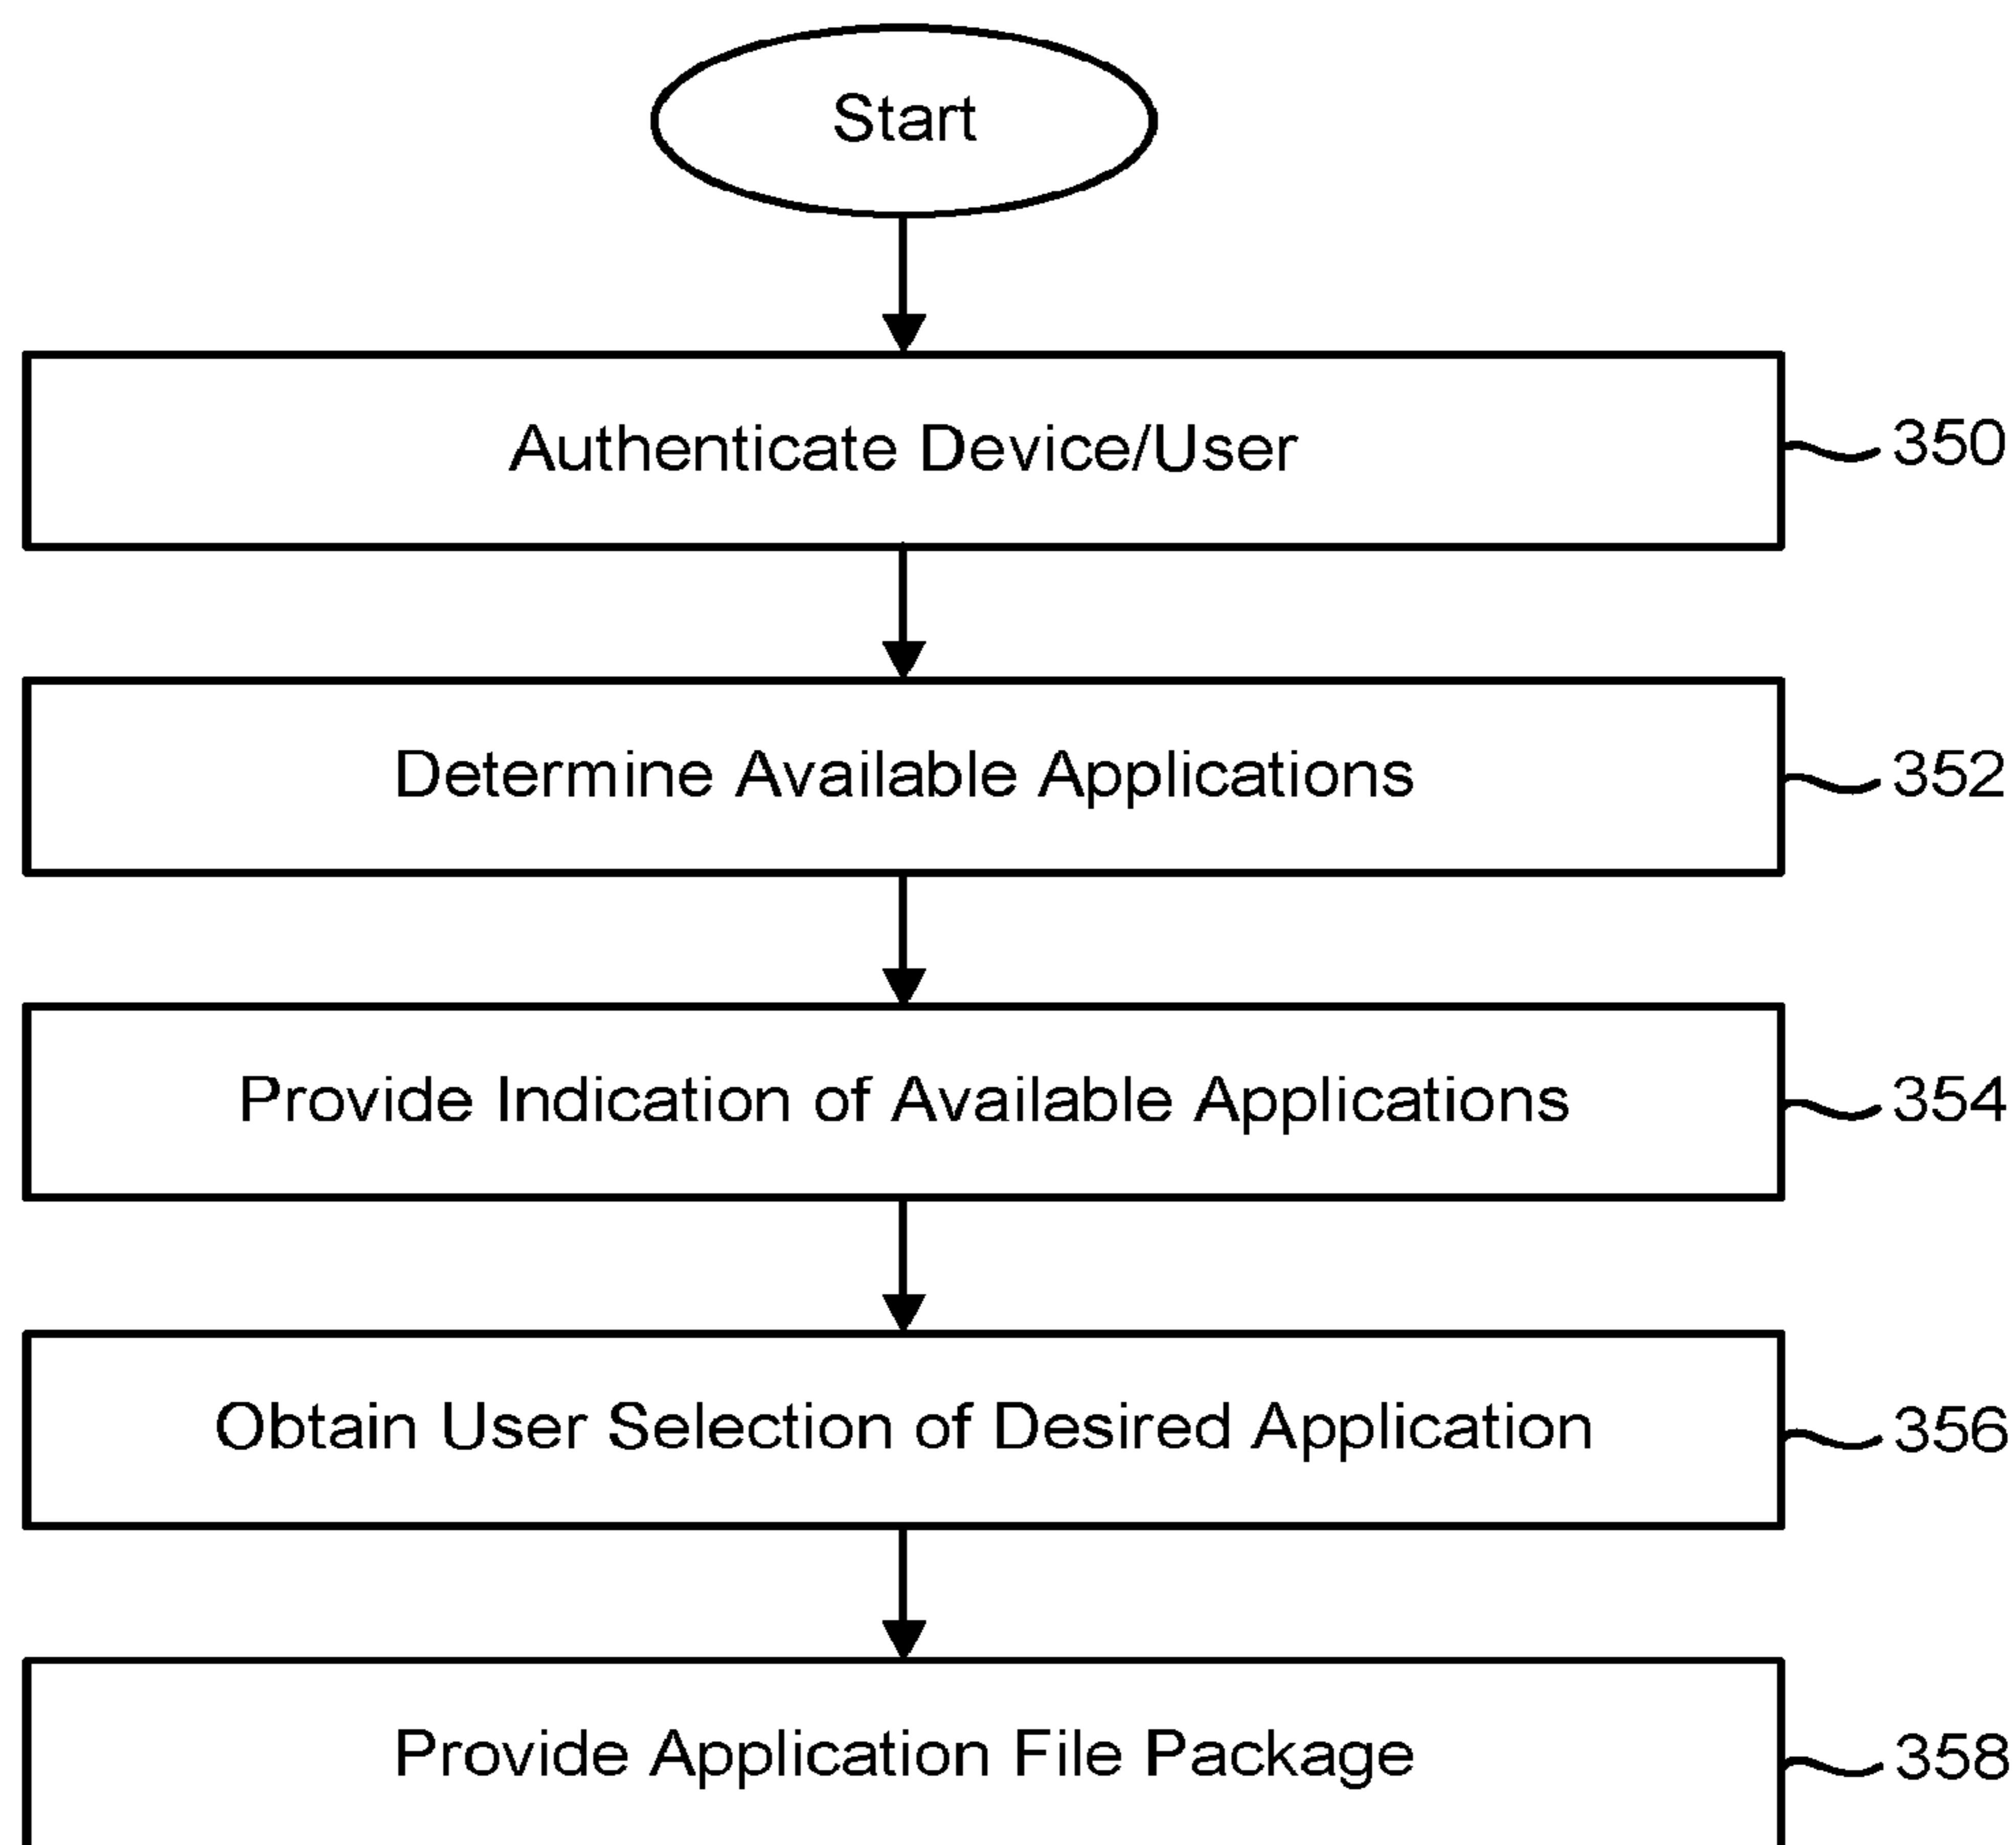 Start
Authenticate Device/User
350
Determine Available Applications
352
Provide Indication of Available Applications
354
Obtain User Selection of Desired Application
356
Provide Application File Package
358